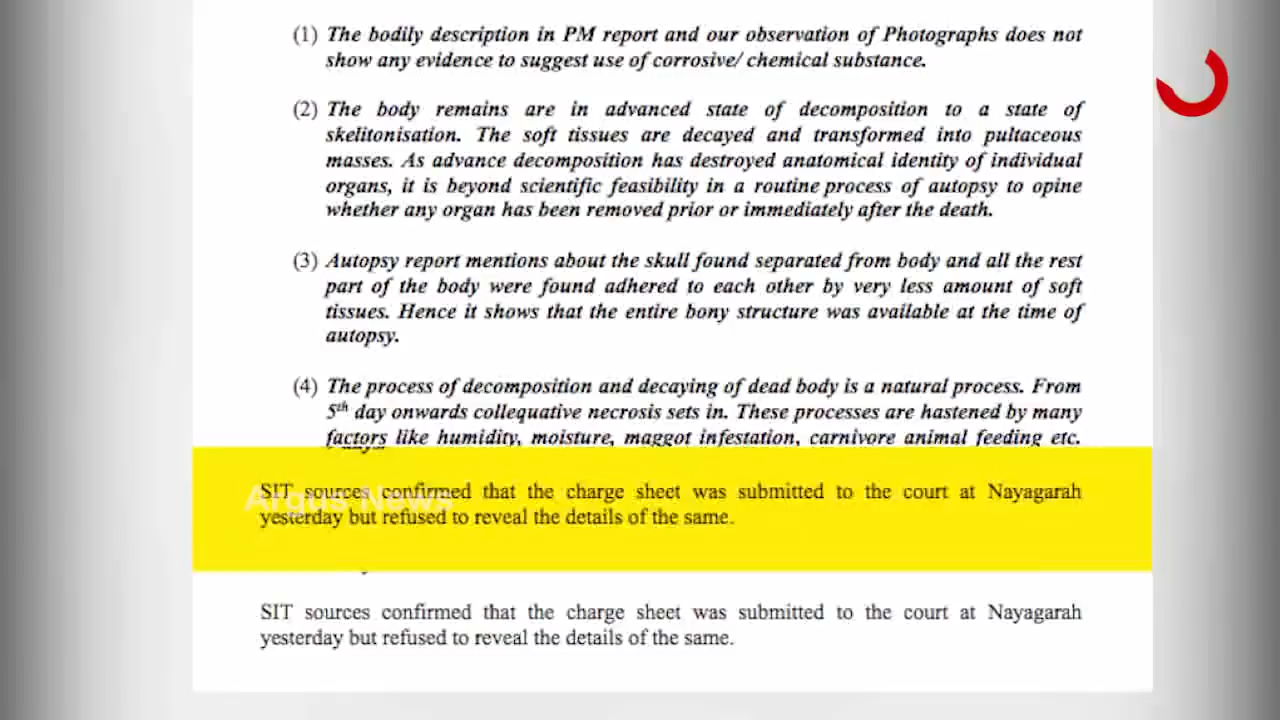 (1) The bodily description in PM report and our observation of Photographs does not
show any evidence to suggest use of corrosive/ chemical substance.
(2) The body remains are in advanced state of decomposition to a state of
skelitonisation. The soft tissues are decayed and transformed into pultaceous
masses. As advance decomposition has destroyed anatomical identity of individual
organs, it is beyond scientific feasibility in a routine process of autopsy to opine
whether any organ has been removed prior or immediately after the death.
(3) Autopsy report mentions about the skull found separated from body and all the rest
part of the body were found adhered to each other by very less amount of soft
tissues. Hence it shows that the entire bony structure was available at the time of
autopsy.
(4) The process of decomposition and decaying of dead body is a natural process. From
5th day onwards collequative necrosis sets in. These processes are hastened by many
factors like humidity, moisture, maggot infestation, carnivore animal feeding etc.
SIT sources confirmed that the charge sheet was submitted to the court at Nayagarah
Argus News
yesterday but refused to reveal the details of the same.
SIT sources confirmed that the charge sheet was submitted to the court at Nayagarah
yesterday but refused to reveal the details of the same.